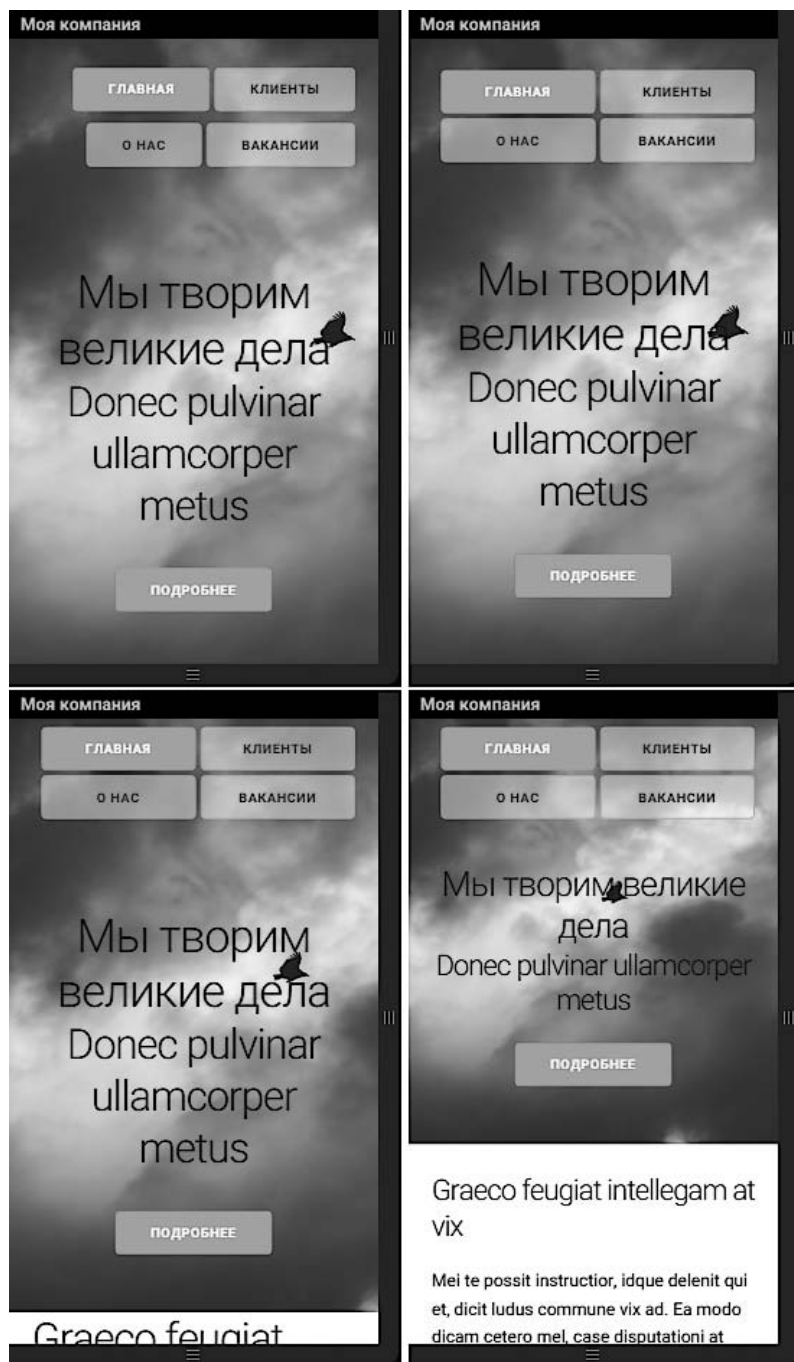 Моя компания
ГЛАВНАЯ КЛИЕНТЫ
О НАС ВАКАНСИИ
Мы творим
великие дела
Donec pulvinar
ullamcorper
metus
ПОДРОБНЕЕ
Моя компания
ГЛАВНАЯ КЛИЕНТЫ
О НАС ВАКАНСИИ
Мы творим
великие дела
Donec pulvinar
ullamcorper
metus
ПОДРОБНЕЕ
Моя компания
ГЛАВНАЯ КЛИЕНТЫ
О НАС ВАКАНСИИ
Мы творим
великие дела
Donec pulvinar
ullamcorper
metus
ПОДРОБНЕЕ
Graeco feugiat
Моя компания
ГЛАВНАЯ КЛИЕНТЫ
О НАС ВАКАНСИИ
Мы творим великие
дела
Donec pulvinar ullamcorper
metus
ПОДРОБНЕЕ
Graeco feugiat intellegam at
vix
Mei te possit instructior, idque delenit qui
et, dicit ludus commune vix ad. Ea modo
dicam cetero mel, case disputationi at